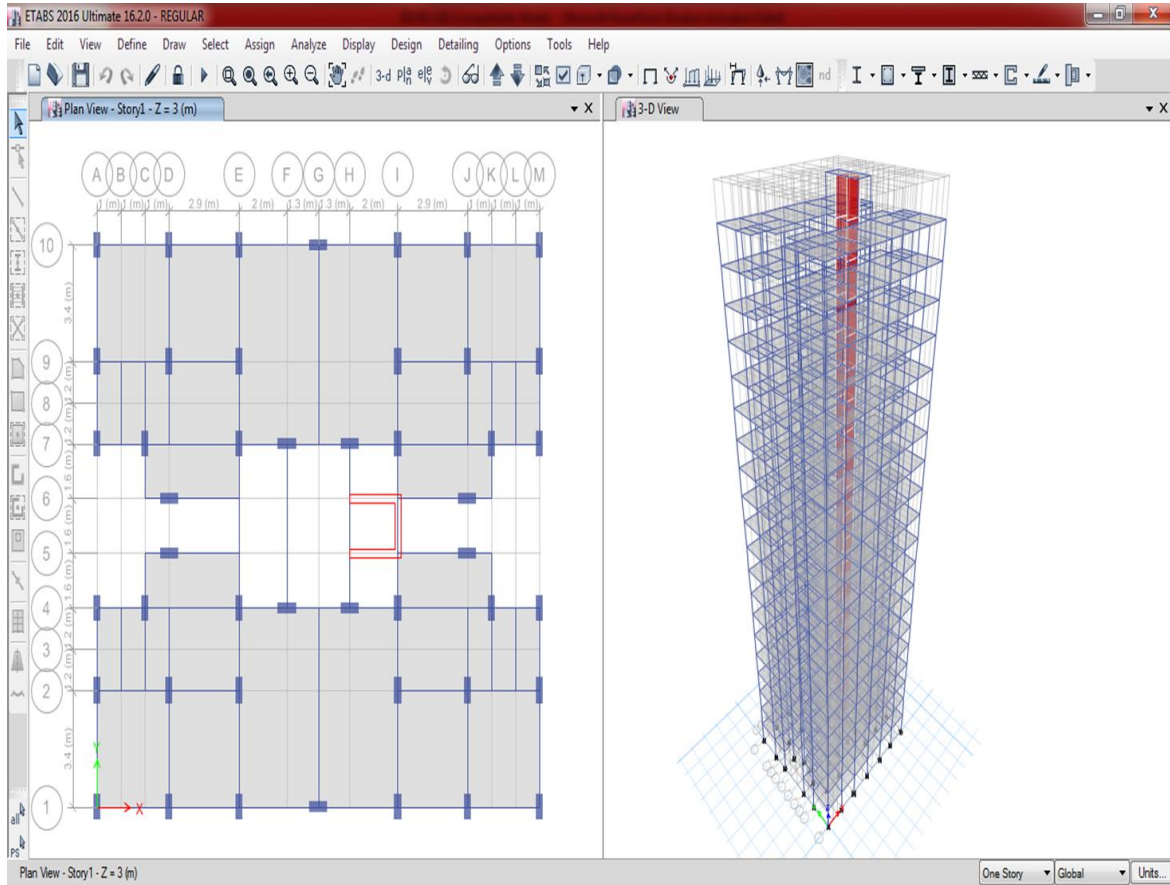 ETABS 2016 Ultimate 16.2.0 - REGULAR
File Edit View Define Draw Select Assign Analyze Display Design Detailing Options Tools Help
3-d nd
Plan View - Story1 - Z = 3 (m)
3-D View
A B C D E F G H I J K L M
1 (m) 1 (m) 1 (m) 2.9 (m) 2 (m) 1.3 (m) 1.3 (m) 2 (m) 2.9 (m) 1 (m) 1 (m) 1 (m)
10
3.4 (m)
9
1.2 (m)
8
1.2 (m)
7
1.6 (m)
6
1.6 (m)
5
1.6 (m)
4
1.2 (m)
3
1.2 (m)
2
3.4 (m)
Y
1
X
all
PS
Plan View - Story1 - Z = 3 (m)
One Story Global Units...